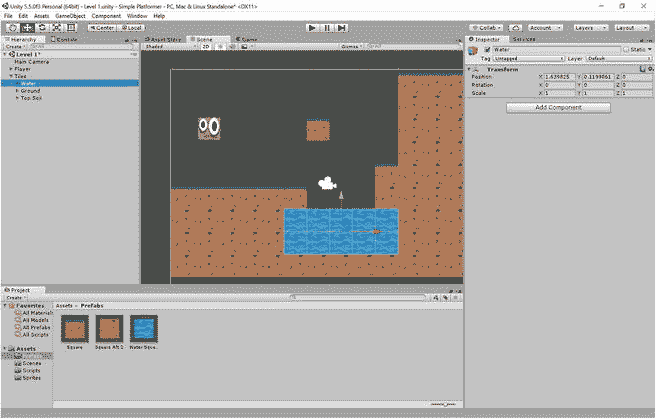 Unity 5.5.0f3 Personal (64bit) - Level 1.unity - Simple Platformer - PC, Mac & Linux Standalone* <DX11>
File Edit Assets GameObject Component Window Help
Center Local Collab Account Layers Layout
Hierarchy Console Asset Store Scene Game Inspector Services
Create Shaded 2D Gizmos Water Static
Level 1* Tag Untagged Layer Default
Main Camera Transform
Player Position X 1.639825 Y 0.1199861 Z 0
Tiles Rotation X 0 Y 0 Z 0
Water Scale X 1 Y 1 Z 1
Ground Add Component
Top Soil
Project
Create
Favorites Assets Prefabs
All Materials
All Models
All Prefabs
All Scripts
Square Square Alt 1 Water Squa..
Assets
Scenes
Scripts
Sprites